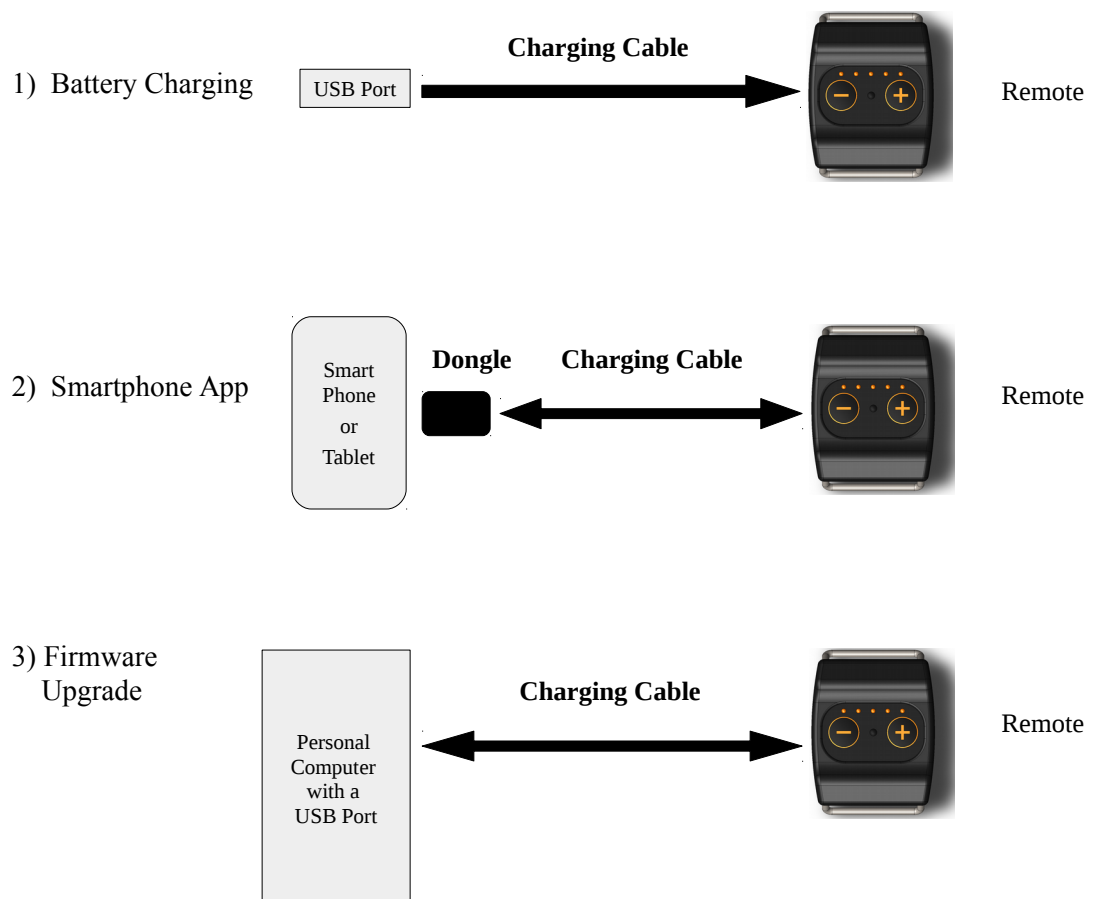 Charging Cable
1) Battery Charging
USB Port
Remote
Dongle
Charging Cable
2) Smartphone App
Smart
Phone
or
Tablet
Remote
3) Firmware
Upgrade
Charging Cable
Personal
Computer
with a
USB Port
Remote